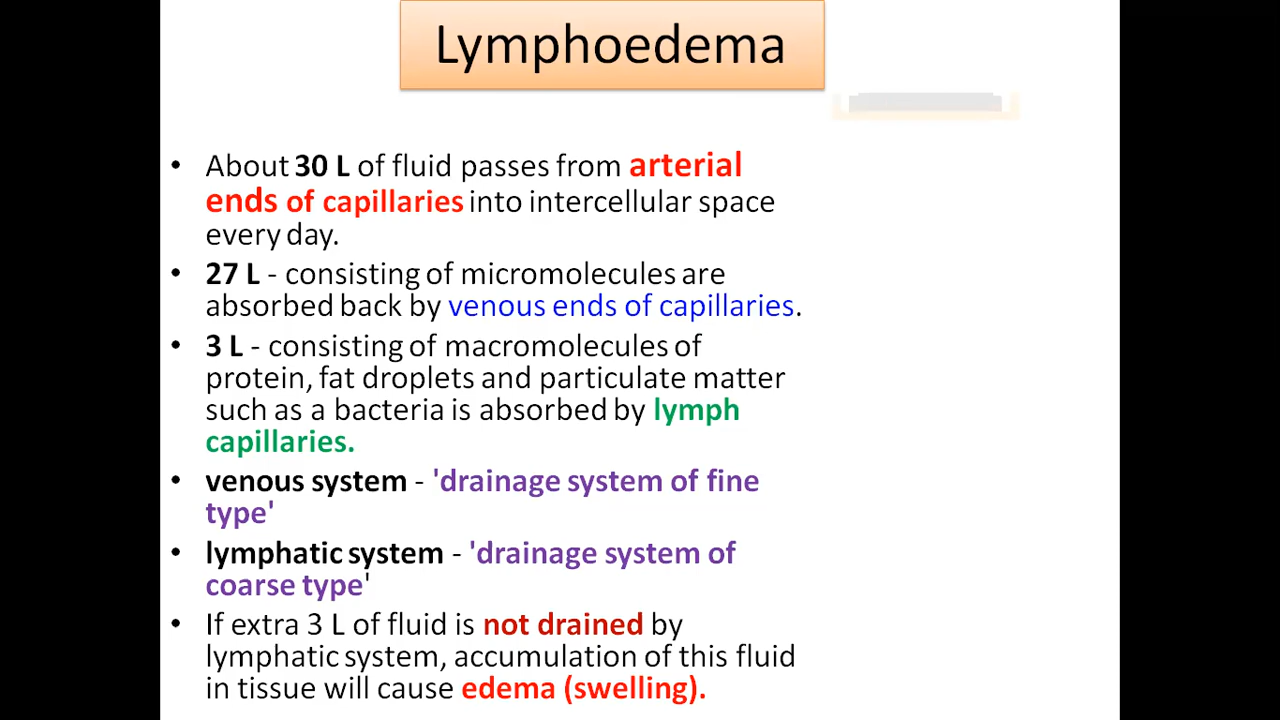 Lymphoedema
• About 30 L of fluid passes from arterial
ends of capillaries into intercellular space
every day.
• 27 L - consisting of micromolecules are
absorbed back by venous ends of capillaries.
• 3 L - consisting of macromolecules of
protein, fat droplets and particulate matter
such as a bacteria is absorbed by lymph
capillaries.
• venous system - 'drainage system of fine
type'
• lymphatic system - 'drainage system of
coarse type'
• If extra 3 L of fluid is not drained by
lymphatic system, accumulation of this fluid
in tissue will cause edema (swelling).